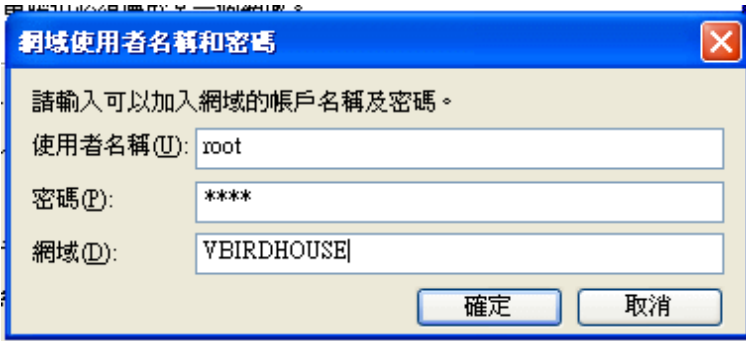 網域使用者名稱和密碼
請輸入可以加入網域的帳戶名稱及密碼。
使用者名稱(U): root
密碼(P): ****
網域(D): VBIRDHOUSE
確定 取消